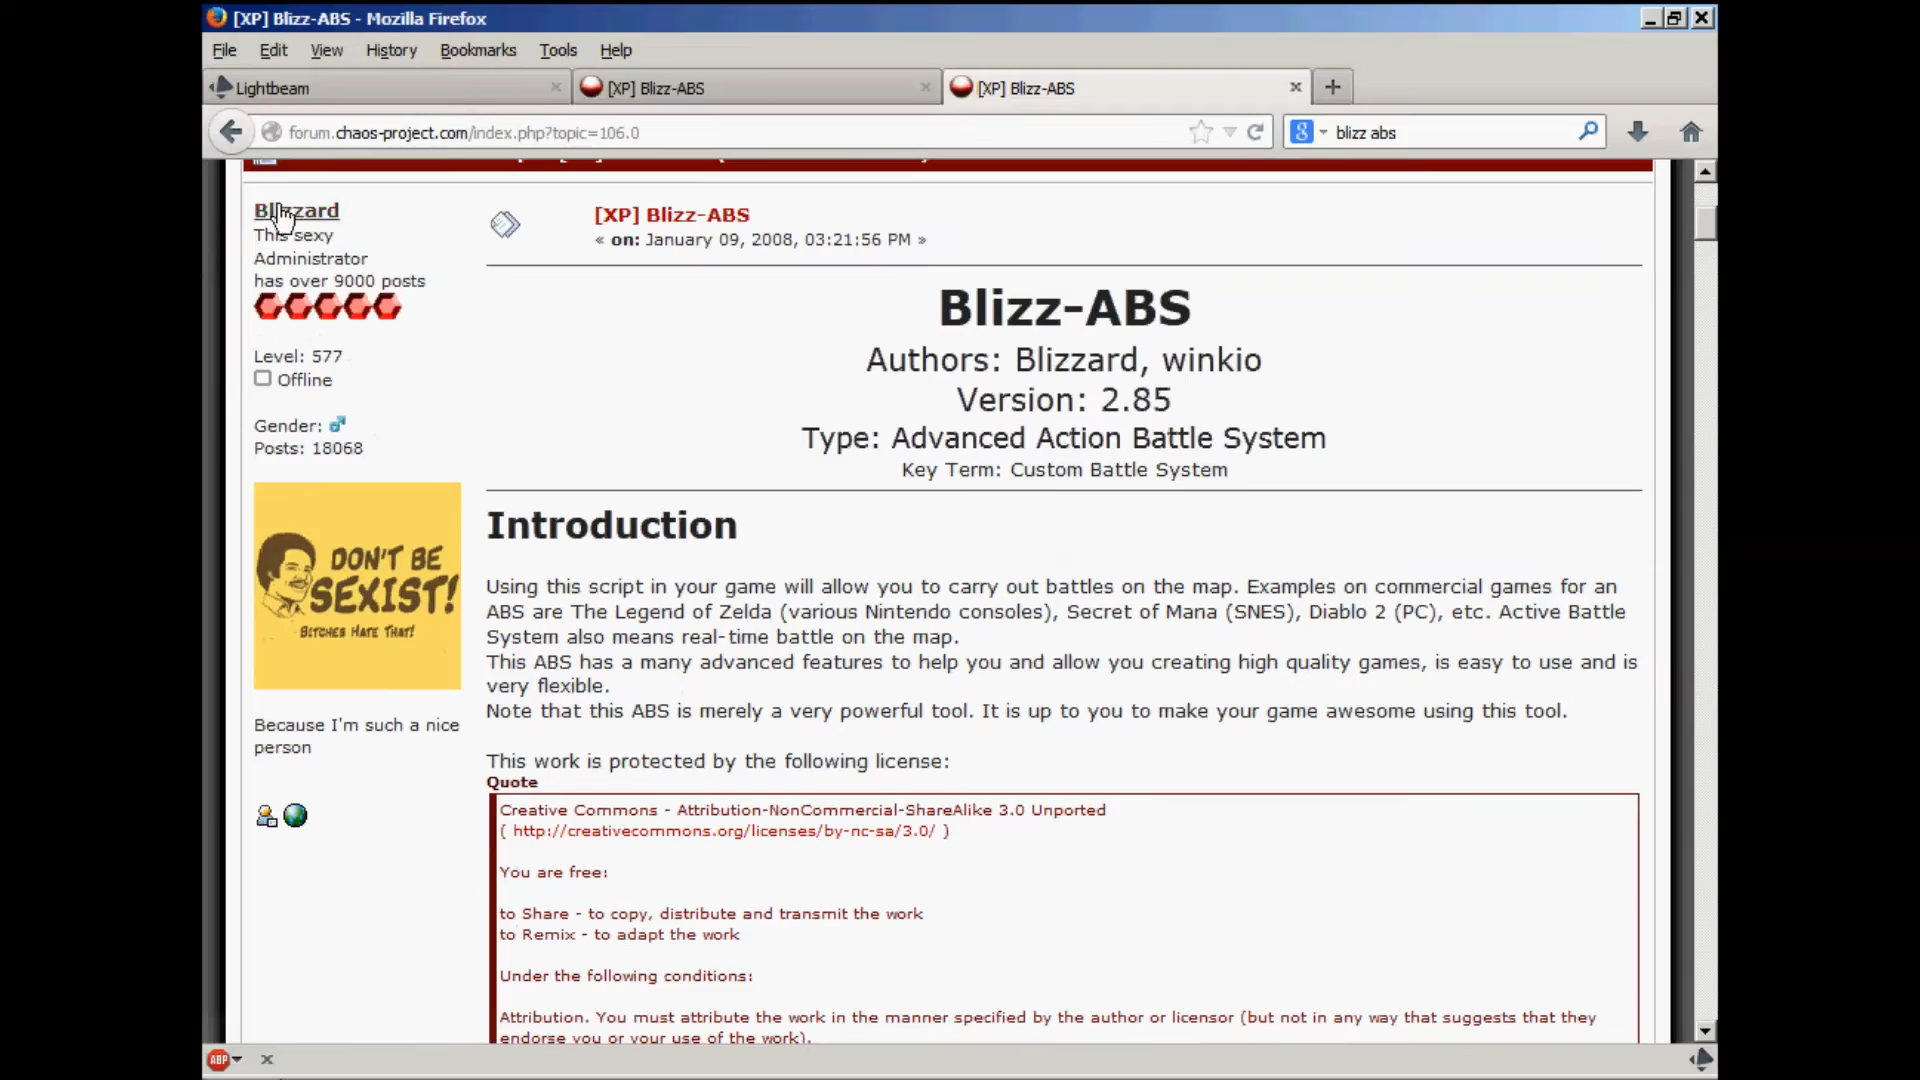 [XP] Blizz-ABS - Mozilla Firefox
File Edit View History Bookmarks Tools Help
Lightbeam
[XP] Blizz-ABS
[XP] Blizz-ABS
forum.chaos-project.com/index.php?topic=106.0
blizz abs
Blizzard
This sexy
Administrator
has over 9000 posts
Level: 577
Offline
Gender:
Posts: 18068
DON'T BE
SEXIST!
BITCHES HATE THAT!
Because I'm such a nice
person
[XP] Blizz-ABS
« on: January 09, 2008, 03:21:56 PM »
Blizz-ABS
Authors: Blizzard, winkio
Version: 2.85
Type: Advanced Action Battle System
Key Term: Custom Battle System
Introduction
Using this script in your game will allow you to carry out battles on the map. Examples on commercial games for an
ABS are The Legend of Zelda (various Nintendo consoles), Secret of Mana (SNES), Diablo 2 (PC), etc. Active Battle
System also means real-time battle on the map.
This ABS has a many advanced features to help you and allow you creating high quality games, is easy to use and is
very flexible.
Note that this ABS is merely a very powerful tool. It is up to you to make your game awesome using this tool.
This work is protected by the following license:
Quote
Creative Commons - Attribution-NonCommercial-ShareAlike 3.0 Unported
( http://creativecommons.org/licenses/by-nc-sa/3.0/ )
You are free:
to Share - to copy, distribute and transmit the work
to Remix - to adapt the work
Under the following conditions:
Attribution. You must attribute the work in the manner specified by the author or licensor (but not in any way that suggests that they
endorse you or your use of the work).
ABP